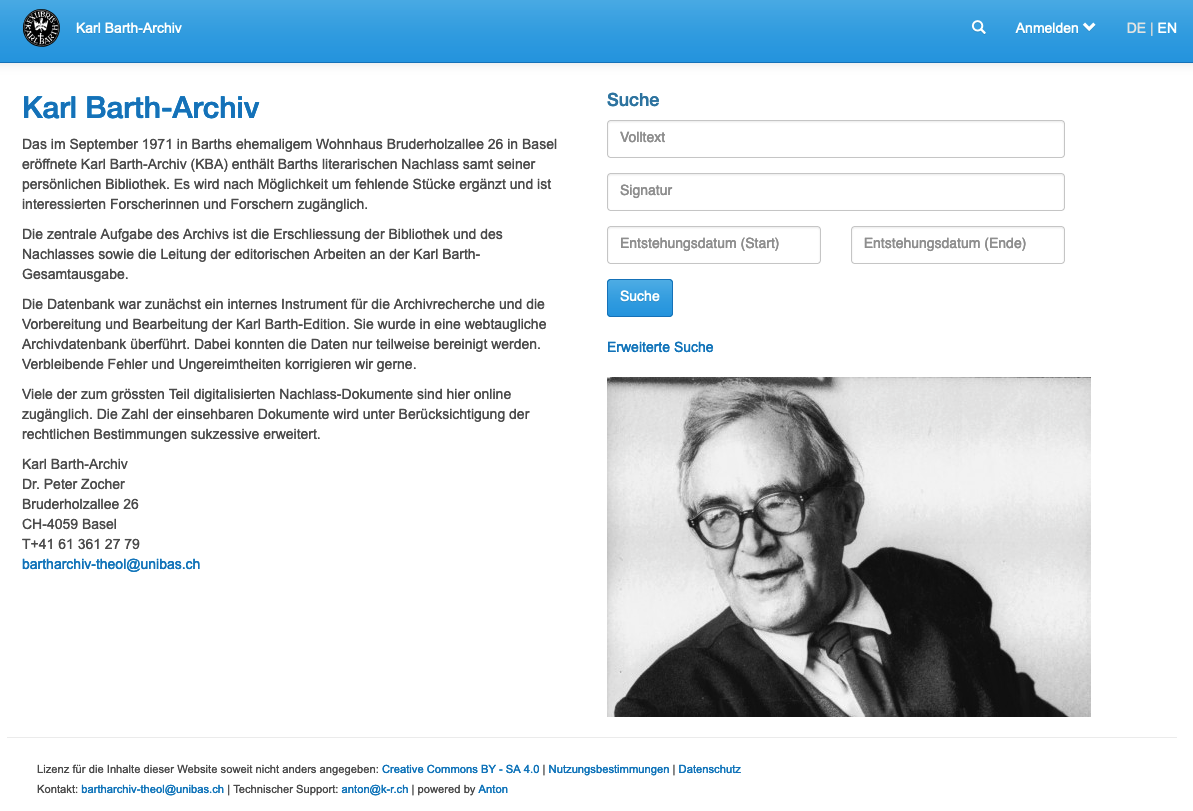 Karl Barth-Archiv
Anmelden
DE | EN
Karl Barth-Archiv
Das im September 1971 in Barths ehemaligem Wohnhaus Bruderholzallee 26 in Basel
eröffnete Karl Barth-Archiv (KBA) enthält Barths literarischen Nachlass samt seiner
persönlichen Bibliothek. Es wird nach Möglichkeit um fehlende Stücke ergänzt und ist
interessierten Forscherinnen und Forschern zugänglich.
Die zentrale Aufgabe des Archivs ist die Erschliessung der Bibliothek und des
Nachlasses sowie die Leitung der editorischen Arbeiten an der Karl Barth-
Gesamtausgabe.
Die Datenbank war zunächst ein internes Instrument für die Archivrecherche und die
Vorbereitung und Bearbeitung der Karl Barth-Edition. Sie wurde in eine webtaugliche
Archivdatenbank überführt. Dabei konnten die Daten nur teilweise bereinigt werden.
Verbleibende Fehler und Ungereimtheiten korrigieren wir gerne.
Viele der zum grössten Teil digitalisierten Nachlass-Dokumente sind hier online
zugänglich. Die Zahl der einsehbaren Dokumente wird unter Berücksichtigung der
rechtlichen Bestimmungen sukzessive erweitert.
Karl Barth-Archiv
Dr. Peter Zocher
Bruderholzallee 26
CH-4059 Basel
T+41 61 361 27 79
bartharchiv-theol@unibas.ch
Suche
Volltext
Signatur
Entstehungsdatum (Start)
Entstehungsdatum (Ende)
Suche
Erweiterte Suche
Lizenz für die Inhalte dieser Website soweit nicht anders angegeben: Creative Commons BY - SA 4.0 | Nutzungsbestimmungen | Datenschutz
Kontakt: bartharchiv-theol@unibas.ch | Technischer Support: anton@k-r.ch | powered by Anton